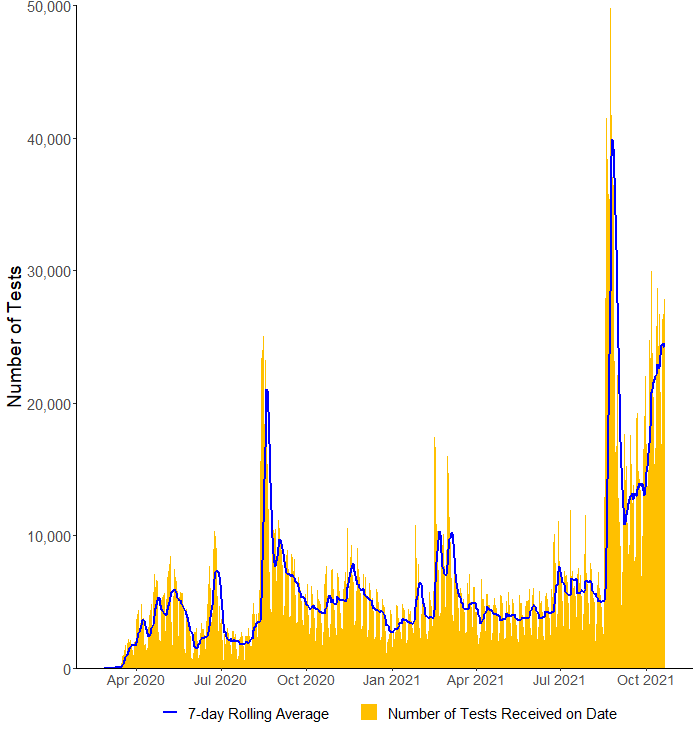 50,000
40,000
30,000
20,000
10,000
0
Number of Tests
Apr 2020 Jul 2020 Oct 2020 Jan 2021 Apr 2021 Jul 2021 Oct 2021
7-day Rolling Average Number of Tests Received on Date